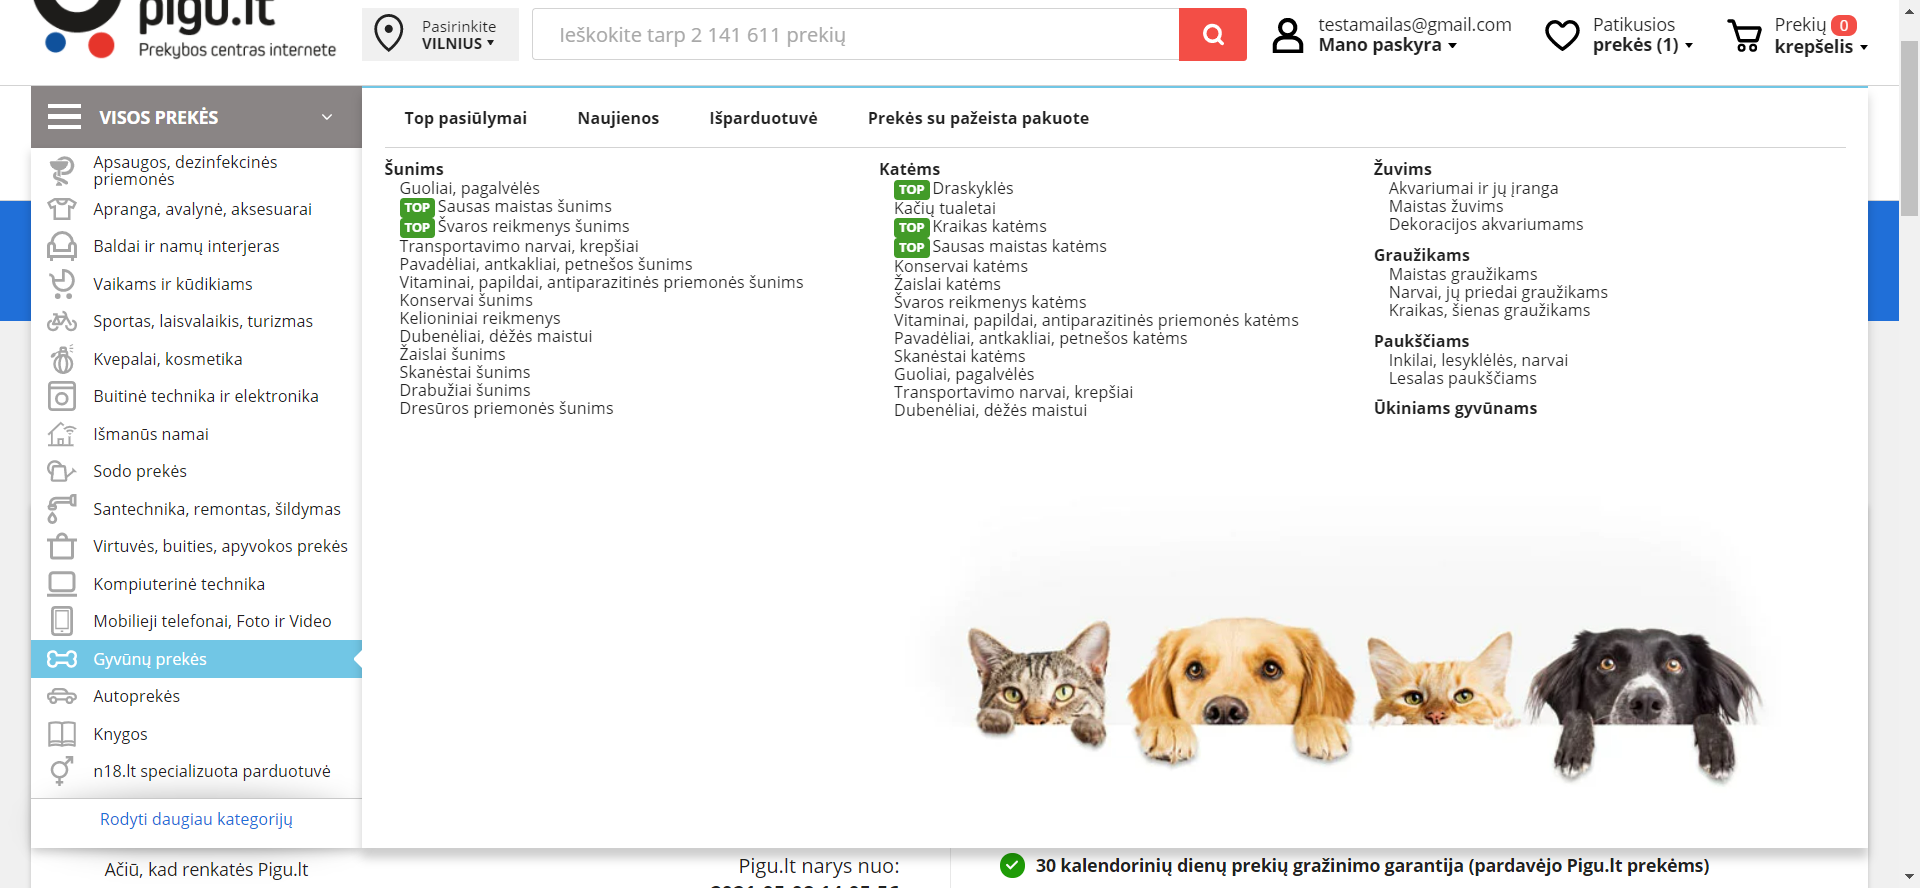 pigu.lt
Prekybos centras internete
Pasirinkite
VILNIUS
Ieškokite tarp 2 141 611 prekių
testamailas@gmail.com
Mano paskyra
Patikusios
prekės (1)
Prekių 0
krepšelis
VISOS PREKĖS
Apsaugos, dezinfekcinės
priemonės
Apranga, avalynė, aksesuarai
Baldai ir namų interjeras
Vaikams ir kūdikiams
Sportas, laisvalaikis, turizmas
Kvepalai, kosmetika
Buitinė technika ir elektronika
Išmanūs namai
Sodo prekės
Santechnika, remontas, šildymas
Virtuvės, buities, apyvokos prekės
Kompiuterinė technika
Mobilieji telefonai, Foto ir Video
Gyvūnų prekės
Autoprekės
Knygos
n18.lt specializuota parduotuvė
Rodyti daugiau kategorijų
Top pasiūlymai
Naujienos
Išparduotuvė
Prekės su pažeista pakuote
Šunims
Guoliai, pagalvėlės
TOP Sausas maistas šunims
TOP Švaros reikmenys šunims
Transportavimo narvai, krepšiai
Pavadėliai, antkakliai, petnešos šunims
Vitaminai, papildai, antiparazitinės priemonės šunims
Konservai šunims
Kelioniniai reikmenys
Dubenėliai, dėžės maistui
Žaislai šunims
Skanėstai šunims
Drabužiai šunims
Dresūros priemonės šunims
Katėms
TOP Draskyklės
Kačių tualetai
TOP Kraikas katėms
TOP Sausas maistas katėms
Konservai katėms
Žaislai katėms
Švaros reikmenys katėms
Vitaminai, papildai, antiparazitinės priemonės katėms
Pavadėliai, antkakliai, petnešos katėms
Skanėstai katėms
Guoliai, pagalvėlės
Transportavimo narvai, krepšiai
Dubenėliai, dėžės maistui
Žuvims
Akvariumai ir jų įranga
Maistas žuvims
Dekoracijos akvariumams
Graužikams
Maistas graužikams
Narvai, jų priedai graužikams
Kraikas, šienas graužikams
Paukščiams
Inkilai, lesyklėlės, narvai
Lesalas paukščiams
Ūkiniams gyvūnams
Ačiū, kad renkatės Pigu.lt
Pigu.lt narys nuo:
30 kalendorinių dienų prekių gražinimo garantija (pardavėjo Pigu.lt prekėms)